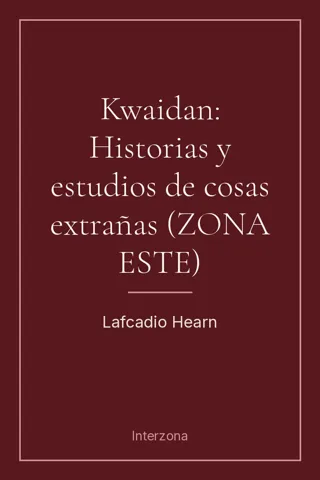 Kwaidan:
Historias y
estudios de cosas
extrañas (ZONA
ESTE)
Lafcadio Hearn
Interzona